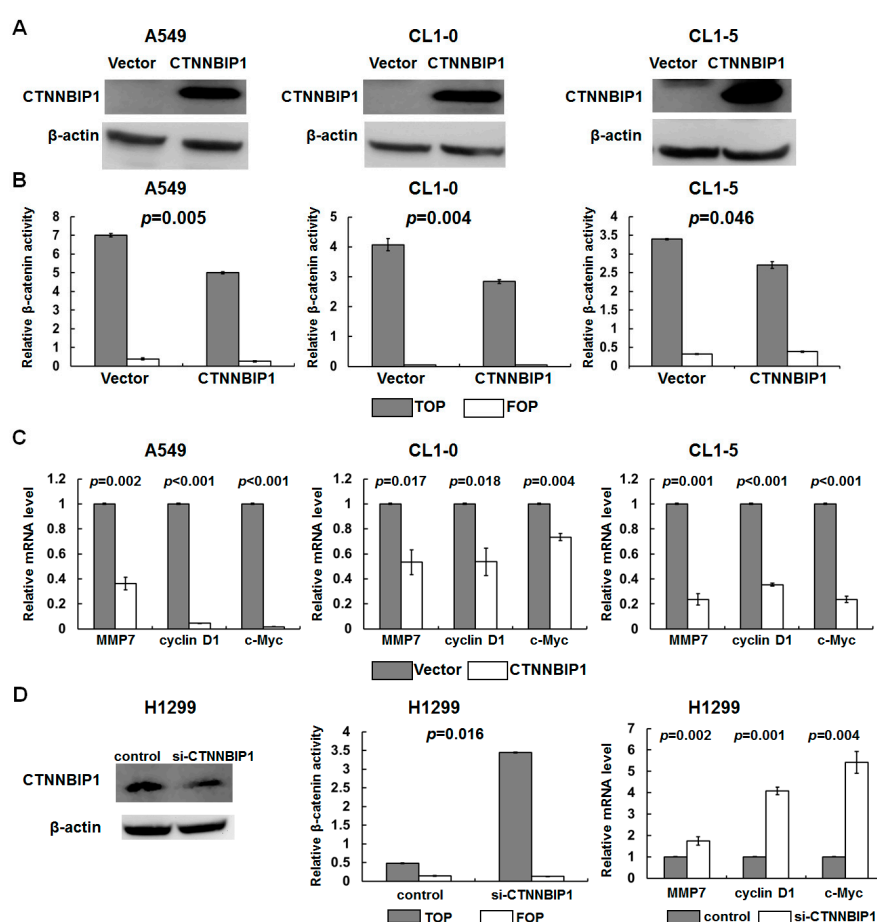 A
A549
CL1-0
CL1-5
Vector CTNNBIP1
Vector CTNNBIP1
Vector CTNNBIP1
CTNNBIP1
CTNNBIP1
CTNNBIP1
β-actin
β-actin
β-actin
B
A549
CL1-0
CL1-5
Relative β-catenin activity
8
7
6
5
4
3
2
1
0
p=0.005
Vector
CTNNBIP1
Relative β-catenin activity
5
4
3
2
1
0
p=0.004
Vector
CTNNBIP1
Relative β-catenin activity
4
3.5
3
2.5
2
1.5
1
0.5
0
p=0.046
Vector
CTNNBIP1
TOP
FOP
C
A549
CL1-0
CL1-5
Relative mRNA level
1.2
1
0.8
0.6
0.4
0.2
0
p=0.002 p<0.001 p<0.001
MMP7 cyclin D1 c-Myc
Relative mRNA level
1.2
1
0.8
0.6
0.4
0.2
0
p=0.017 p=0.018 p=0.004
MMP7 cyclin D1 c-Myc
Relative mRNA level
1.2
1
0.8
0.6
0.4
0.2
0
p=0.001 p<0.001 p<0.001
MMP7 cyclin D1 c-Myc
Vector
CTNNBIP1
D
H1299
H1299
H1299
control si-CTNNBIP1
CTNNBIP1
β-actin
Relative β-catenin activity
4
3.5
3
2.5
2
1.5
1
0.5
0
p=0.016
control
si-CTNNBIP1
TOP
FOP
Relative mRNA level
7
6
5
4
3
2
1
0
p=0.002 p=0.001 p=0.004
MMP7 cyclin D1 c-Myc
control
si-CTNNBIP1